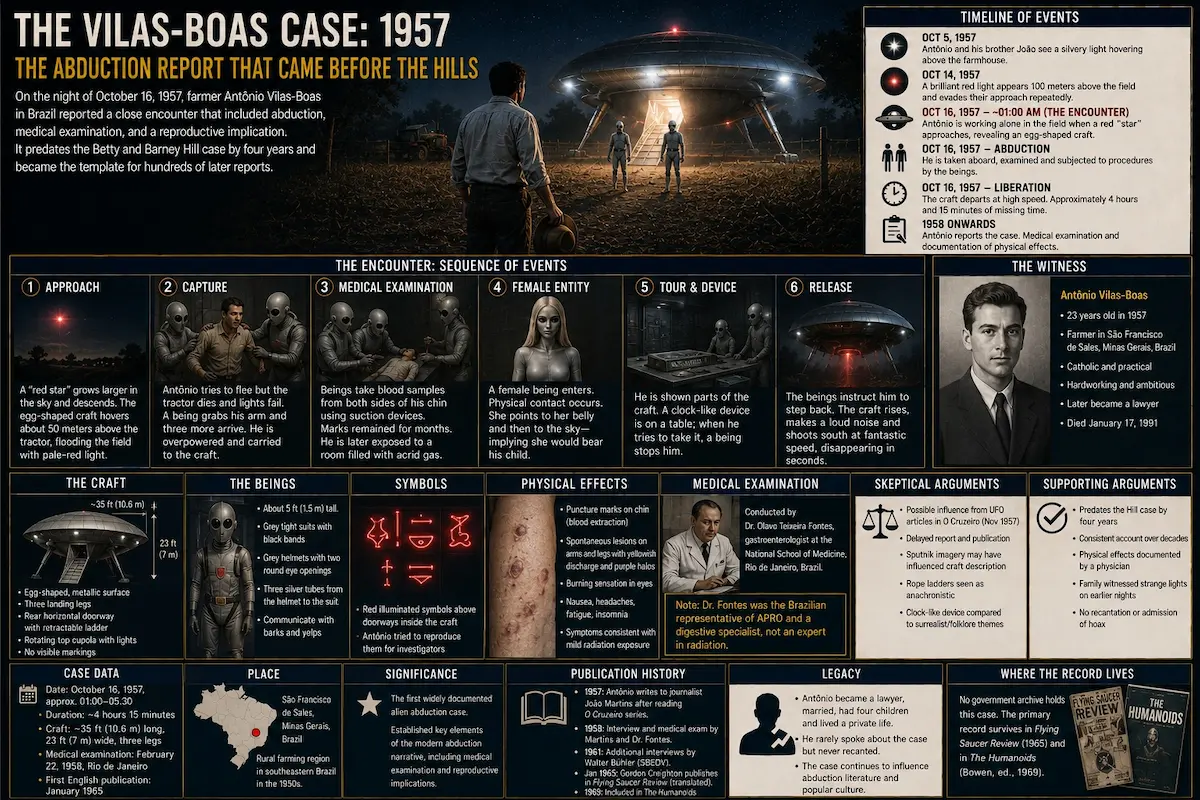 THE VILAS-BOAS CASE: 1957
THE ABDUCTION REPORT THAT CAME BEFORE THE HILLS
On the night of October 16, 1957, farmer Antônio Vilas-Boas
in Brazil reported a close encounter that included abduction,
medical examination, and a reproductive implication.
It predates the Betty and Barney Hill case by four years and
became the template for hundreds of later reports.
TIMELINE OF EVENTS
OCT 5, 1957
Antônio and his brother João see a silvery light hovering
above the farmhouse.
OCT 14, 1957
A brilliant red light appears 100 meters above the field
and evades their approach repeatedly.
OCT 16, 1957 – ~01:00 AM (THE ENCOUNTER)
Antônio is working alone in the field when a red "star"
approaches, revealing an egg-shaped craft.
OCT 16, 1957 – ABDUCTION
He is taken aboard, examined and subjected to procedures
by the beings.
OCT 16, 1957 – LIBERATION
The craft departs at high speed. Approximately 4 hours
and 15 minutes of missing time.
1958 ONWARDS
Antônio reports the case. Medical examination and
documentation of physical effects.
THE ENCOUNTER: SEQUENCE OF EVENTS
1 APPROACH
A "red star" grows larger in
the sky and descends. The
egg-shaped craft hovers
about 50 meters above the
tractor, flooding the field
with pale-red light.
2 CAPTURE
Antônio tries to flee but the
tractor dies and lights fail.
A being grabs his arm and
three more arrive. He is
overpowered and carried
to the craft.
3 MEDICAL EXAMINATION
Beings take blood samples
from both sides of his chin
using suction devices.
Marks remained for months.
He is later exposed to a
room filled with acrid gas.
4 FEMALE ENTITY
A female being enters.
Physical contact occurs.
She points to her belly
and then to the sky—
implying she would bear
his child.
5 TOUR & DEVICE
He is shown parts of the
craft. A clock-like device
is on a table; when he
tries to take it, a being
stops him.
6 RELEASE
The beings instruct him to
step back. The craft rises,
makes a loud noise and
shoots south at fantastic
speed, disappearing in
seconds.
THE WITNESS
Antônio Vilas-Boas
• 23 years old in 1957
• Farmer in São Francisco
de Sales, Minas Gerais, Brazil
• Catholic and practical
• Hardworking and ambitious
• Later became a lawyer
• Died January 17, 1991
THE CRAFT
~35 ft (10.6 m)
23 ft
(7 m)
• Egg-shaped, metallic surface
• Three landing legs
• Rear horizontal doorway
with retractable ladder
• Rotating top cupola with lights
• No visible markings
THE BEINGS
• About 5 ft (1.5 m) tall.
• Grey tight suits with
black bands
• Grey helmets with two
round eye openings
• Three silver tubes from
the helmet to the suit.
• Communicate with
barks and yelps
SYMBOLS
• Red illuminated symbols above
doorways inside the craft
• Antônio tried to reproduce
them for investigators
PHYSICAL EFFECTS
• Puncture marks on chin
(blood extraction)
• Spontaneous lesions on
arms and legs with yellowish
discharge and purple halos
• Burning sensation in eyes
• Nausea, headaches,
fatigue, insomnia
• Symptoms consistent with
mild radiation exposure
MEDICAL EXAMINATION
Conducted by
Dr. Olavo Teixeira Fontes,
gastroenterologist at the
National School of Medicine,
Rio de Janeiro, Brazil.
Note: Dr. Fontes was the Brazilian
representative of APRO and a
digestive specialist, not an expert
in radiation.
SKEPTICAL ARGUMENTS
• Possible influence from UFO
articles in O Cruzeiro (Nov 1957)
• Delayed report and publication
• Sputnik imagery may have
influenced craft description
• Rope ladders seen as
anachronistic
• Clock-like device compared
to surrealist/folklore themes
SUPPORTING ARGUMENTS
• Predates the Hill case by
four years
• Consistent account over decades
• Physical effects documented
by a physician
• Family witnessed strange lights
on earlier nights
• No recantation or admission
of hoax
CASE DATA
• Date: October 16, 1957,
approx. 01:00–05:30
• Duration: ~4 hours 15 minutes
• Craft: ~35 ft (10.6 m) long,
23 ft (7 m) wide, three legs
• Medical examination: February
22, 1958, Rio de Janeiro
• First English publication:
January 1965
PLACE
São Francisco
de Sales,
Minas Gerais,
Brazil
Rural farming region
in southeastern Brazil
in the 1950s.
SIGNIFICANCE
The first widely documented
alien abduction case.
Established key elements
of the modern abduction
narrative, including medical
examination and reproductive
implications.
PUBLICATION HISTORY
• 1957: Antônio writes to journalist
João Martins after reading
O Cruzeiro series.
• 1958: Interview and medical exam by
Martins and Dr. Fontes.
• 1961: Additional interviews by
Walter Bühler (SBEDV).
• Jan 1965: Gordon Creighton publishes
in Flying Saucer Review (translated).
• 1969: Included in The Humanoids
LEGACY
• Antônio became a lawyer,
married, had four children
and lived a private life.
• He rarely spoke about the case
but never recanted.
• The case continues to influence
abduction literature and
popular culture.
WHERE THE RECORD LIVES
No government archive holds
this case. The primary
record survives in Flying
Saucer Review (1965) and
in The Humanoids
(Bowen, ed., 1969).
FLYING SAUCER
REVIEW
THE
HUMANOIDS